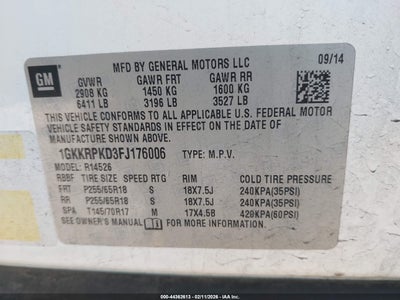 GM
MFD BY GENERAL MOTORS LLC 09/14
GVWR GAWR FRT GAWR RR
2908 KG 1450 KG 1600 KG
6411 LB 3196 LB 3527 LB
THIS VEHICLE CONFORMS TO ALL APPLICABLE U.S. FEDERAL MOTOR
VEHICLE SAFETY STANDARDS IN EFFECT ON THE DATE OF
MANUFACTURE SHOWN ABOVE.
1GKKRPKD3FJ176006 TYPE: M.P.V.
MODEL: R14526
RBBF TIRE SIZE SPEED RTG RIM COLD TIRE PRESSURE
FRT P255/65R18 S 18X7.5J 240KPA(35PSI)
RR P255/65R18 S 18X7.5J 240KPA(35PSI)
SPA T145/70R17 M 17X4.5B 420KPA(60PSI)
SEE OWNER'S MANUAL FOR ADDITIONAL INFORMATION
000-44362613 - 02/11/2026 - IAAI.COM